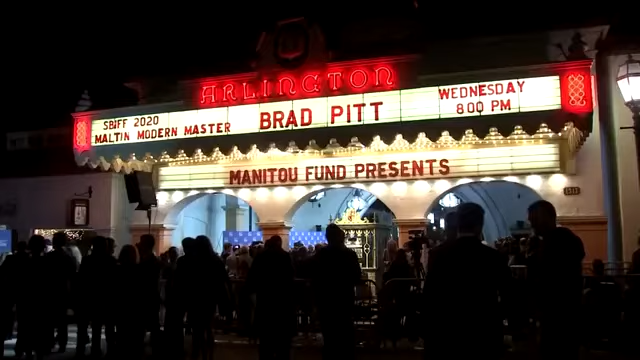 ARLINGTON
SBIFF 2020
MALTIN MODERN MASTER
BRAD PITT
WEDNESDAY
8:00 PM
MANITOU FUND PRESENTS